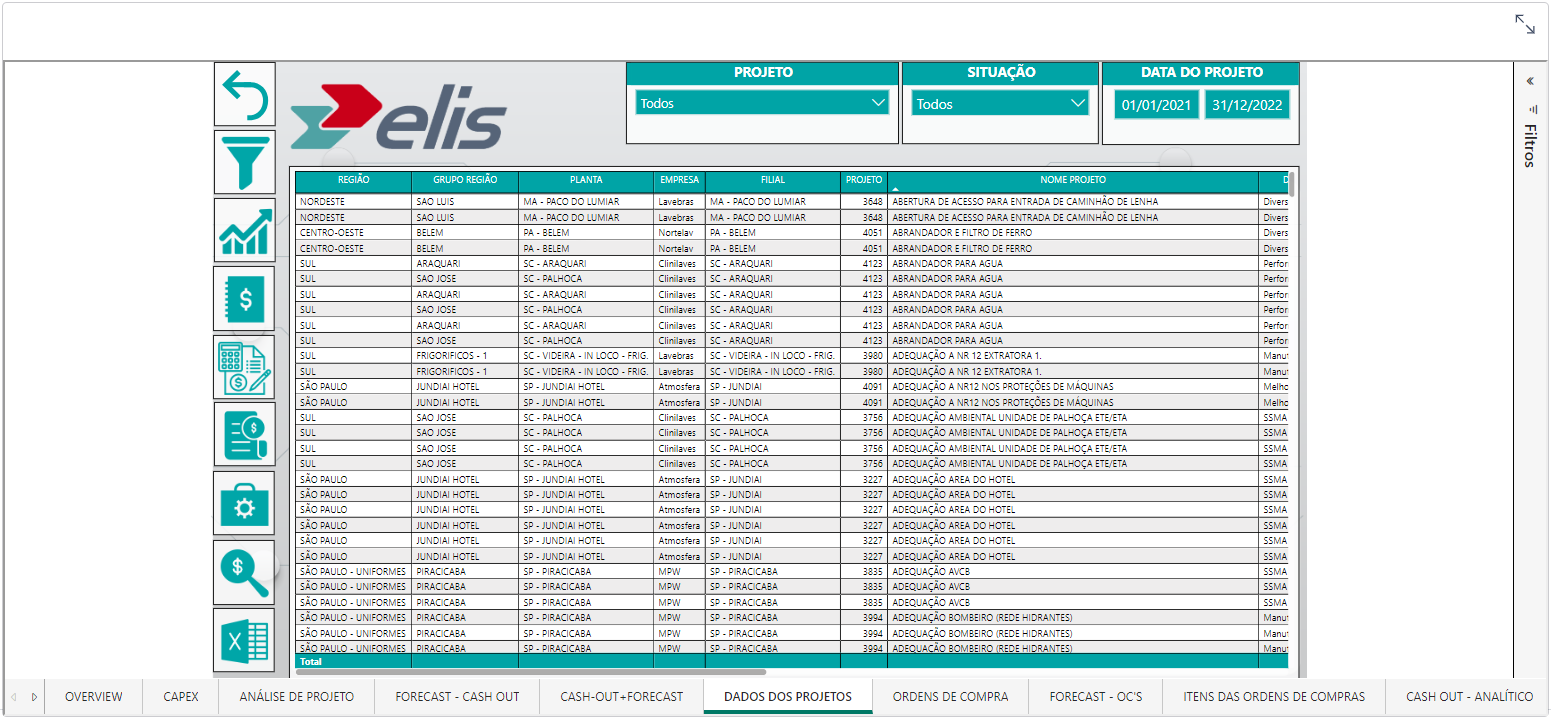 PROJETO SITUAÇÃO DATA DO PROJETO
elis
Todos Todos 01/01/2021 31/12/2022
Filtros
REGIÃO GRUPO REGIÃO PLANTA EMPRESA FILIAL PROJETO NOME PROJETO D
NORDESTE SAO LUIS MA - PACO DO LUMIAR Lavebras MA - PACO DO LUMIAR 3648 ABERTURA DE ACESSO PARA ENTRADA DE CAMINHÃO DE LENHA Divers
NORDESTE SAO LUIS MA - PACO DO LUMIAR Lavebras MA - PACO DO LUMIAR 3648 ABERTURA DE ACESSO PARA ENTRADA DE CAMINHÃO DE LENHA Divers
CENTRO-OESTE BELEM PA - BELEM Nortelav PA - BELEM 4051 ABRANDADOR E FILTRO DE FERRO Divers
CENTRO-OESTE BELEM PA - BELEM Nortelav PA - BELEM 4051 ABRANDADOR E FILTRO DE FERRO Divers
SUL ARAQUARI SC - ARAQUARI Clinilaves SC - ARAQUARI 4123 ABRANDADOR PARA AGUA Perfor
SUL SAO JOSE SC - PALHOCA Clinilaves SC - PALHOCA 4123 ABRANDADOR PARA AGUA Perfor
SUL ARAQUARI SC - ARAQUARI Clinilaves SC - ARAQUARI 4123 ABRANDADOR PARA AGUA Perfor
SUL SAO JOSE SC - PALHOCA Clinilaves SC - PALHOCA 4123 ABRANDADOR PARA AGUA Perfor
SUL ARAQUARI SC - ARAQUARI Clinilaves SC - ARAQUARI 4123 ABRANDADOR PARA AGUA Perfor
SUL SAO JOSE SC - PALHOCA Clinilaves SC - PALHOCA 4123 ABRANDADOR PARA AGUA Perfor
SUL FRIGORIFICOS - 1 SC - VIDEIRA - IN LOCO - FRIG. Lavebras SC - VIDEIRA - IN LOCO - FRIG. 3980 ADEQUAÇÃO A NR 12 EXTRATORA 1. Manut
SUL FRIGORIFICOS - 1 SC - VIDEIRA - IN LOCO - FRIG. Lavebras SC - VIDEIRA - IN LOCO - FRIG. 3980 ADEQUAÇÃO A NR 12 EXTRATORA 1. Manut
SÃO PAULO JUNDIAI HOTEL SP - JUNDIAI HOTEL Atmosfera SP - JUNDIAI 4091 ADEQUAÇÃO A NR12 NOS PROTEÇÕES DE MÁQUINAS Melho
SÃO PAULO JUNDIAI HOTEL SP - JUNDIAI HOTEL Atmosfera SP - JUNDIAI 4091 ADEQUAÇÃO A NR12 NOS PROTEÇÕES DE MÁQUINAS Melho
SUL SAO JOSE SC - PALHOCA Clinilaves SC - PALHOCA 3756 ADEQUAÇÃO AMBIENTAL UNIDADE DE PALHOÇA ETE/ETA SSMA
SUL SAO JOSE SC - PALHOCA Clinilaves SC - PALHOCA 3756 ADEQUAÇÃO AMBIENTAL UNIDADE DE PALHOÇA ETE/ETA SSMA
SUL SAO JOSE SC - PALHOCA Clinilaves SC - PALHOCA 3756 ADEQUAÇÃO AMBIENTAL UNIDADE DE PALHOÇA ETE/ETA SSMA
SUL SAO JOSE SC - PALHOCA Clinilaves SC - PALHOCA 3756 ADEQUAÇÃO AMBIENTAL UNIDADE DE PALHOÇA ETE/ETA SSMA
SÃO PAULO JUNDIAI HOTEL SP - JUNDIAI HOTEL Atmosfera SP - JUNDIAI 3227 ADEQUAÇÃO AREA DO HOTEL SSMA
SÃO PAULO JUNDIAI HOTEL SP - JUNDIAI HOTEL Atmosfera SP - JUNDIAI 3227 ADEQUAÇÃO AREA DO HOTEL SSMA
SÃO PAULO JUNDIAI HOTEL SP - JUNDIAI HOTEL Atmosfera SP - JUNDIAI 3227 ADEQUAÇÃO AREA DO HOTEL SSMA
SÃO PAULO JUNDIAI HOTEL SP - JUNDIAI HOTEL Atmosfera SP - JUNDIAI 3227 ADEQUAÇÃO AREA DO HOTEL SSMA
SÃO PAULO JUNDIAI HOTEL SP - JUNDIAI HOTEL Atmosfera SP - JUNDIAI 3227 ADEQUAÇÃO AREA DO HOTEL SSMA
SÃO PAULO JUNDIAI HOTEL SP - JUNDIAI HOTEL Atmosfera SP - JUNDIAI 3227 ADEQUAÇÃO AREA DO HOTEL SSMA
SÃO PAULO - UNIFORMES PIRACICABA SP - PIRACICABA MPW SP - PIRACICABA 3835 ADEQUAÇÃO AVCB SSMA
SÃO PAULO - UNIFORMES PIRACICABA SP - PIRACICABA MPW SP - PIRACICABA 3835 ADEQUAÇÃO AVCB SSMA
SÃO PAULO - UNIFORMES PIRACICABA SP - PIRACICABA MPW SP - PIRACICABA 3835 ADEQUAÇÃO AVCB SSMA
SÃO PAULO - UNIFORMES PIRACICABA SP - PIRACICABA MPW SP - PIRACICABA 3994 ADEQUAÇÃO BOMBEIRO (REDE HIDRANTES) Manut
SÃO PAULO - UNIFORMES PIRACICABA SP - PIRACICABA MPW SP - PIRACICABA 3994 ADEQUAÇÃO BOMBEIRO (REDE HIDRANTES) Manut
SÃO PAULO - UNIFORMES PIRACICABA SP - PIRACICABA MPW SP - PIRACICABA 3994 ADEQUAÇÃO BOMBEIRO (REDE HIDRANTES) Manut
Total
OVERVIEW CAPEX ANÁLISE DE PROJETO FORECAST - CASH OUT CASH-OUT+FORECAST DADOS DOS PROJETOS ORDENS DE COMPRA FORECAST - OC'S ITENS DAS ORDENS DE COMPRAS CASH OUT - ANALÍTICO